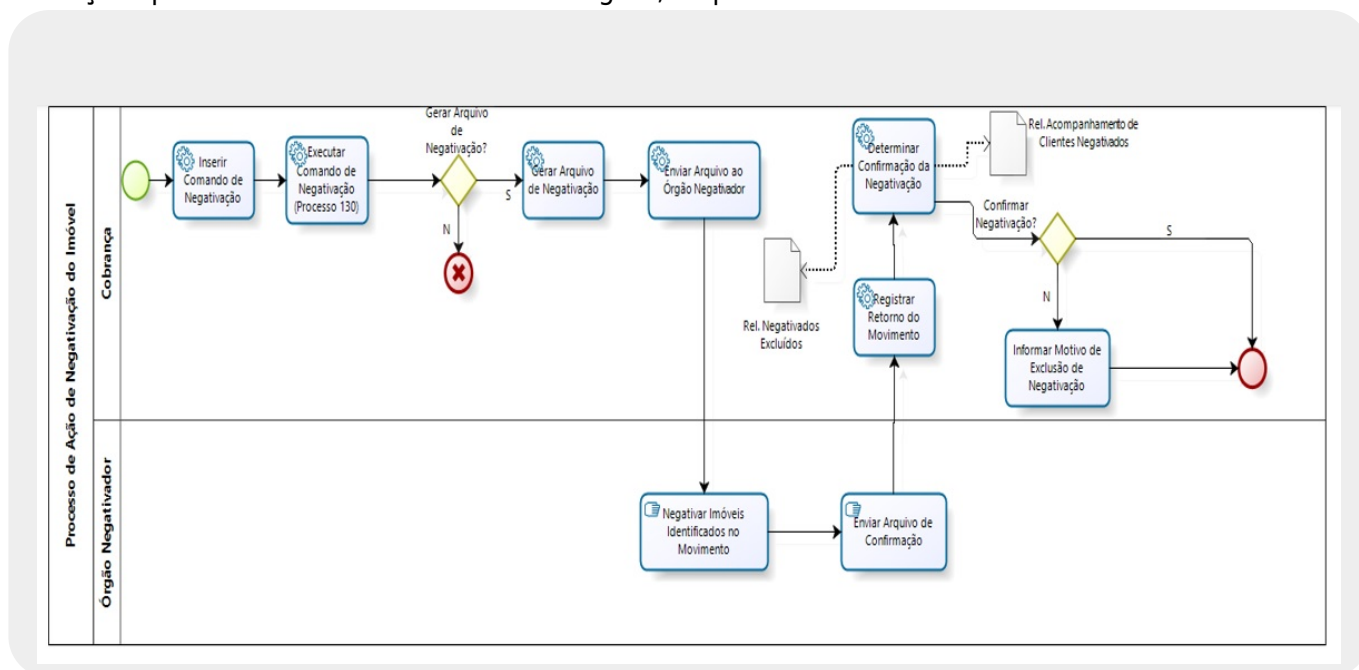 Processo de Ação de Negativação do Imóvel
Cobrança
Inserir
Comando de
Negativação
Executar
Comando de
Negativação
(Processo 130)
Gerar Arquivo
de
Negativação?
S
N
Gerar Arquivo
de Negativação
Enviar Arquivo ao
Órgão Negativador
Determinar
Confirmação da
Negativação
Rel. Acompanhamento de
Clientes Negativados
Rel. Negativados
Excluídos
Registrar
Retorno do
Movimento
Confirmar
Negativação?
S
N
Informar Motivo de
Exclusão de
Negativação
Órgão Negativador
Negativar Imóveis
Identificados no
Movimento
Enviar Arquivo de
Confirmação